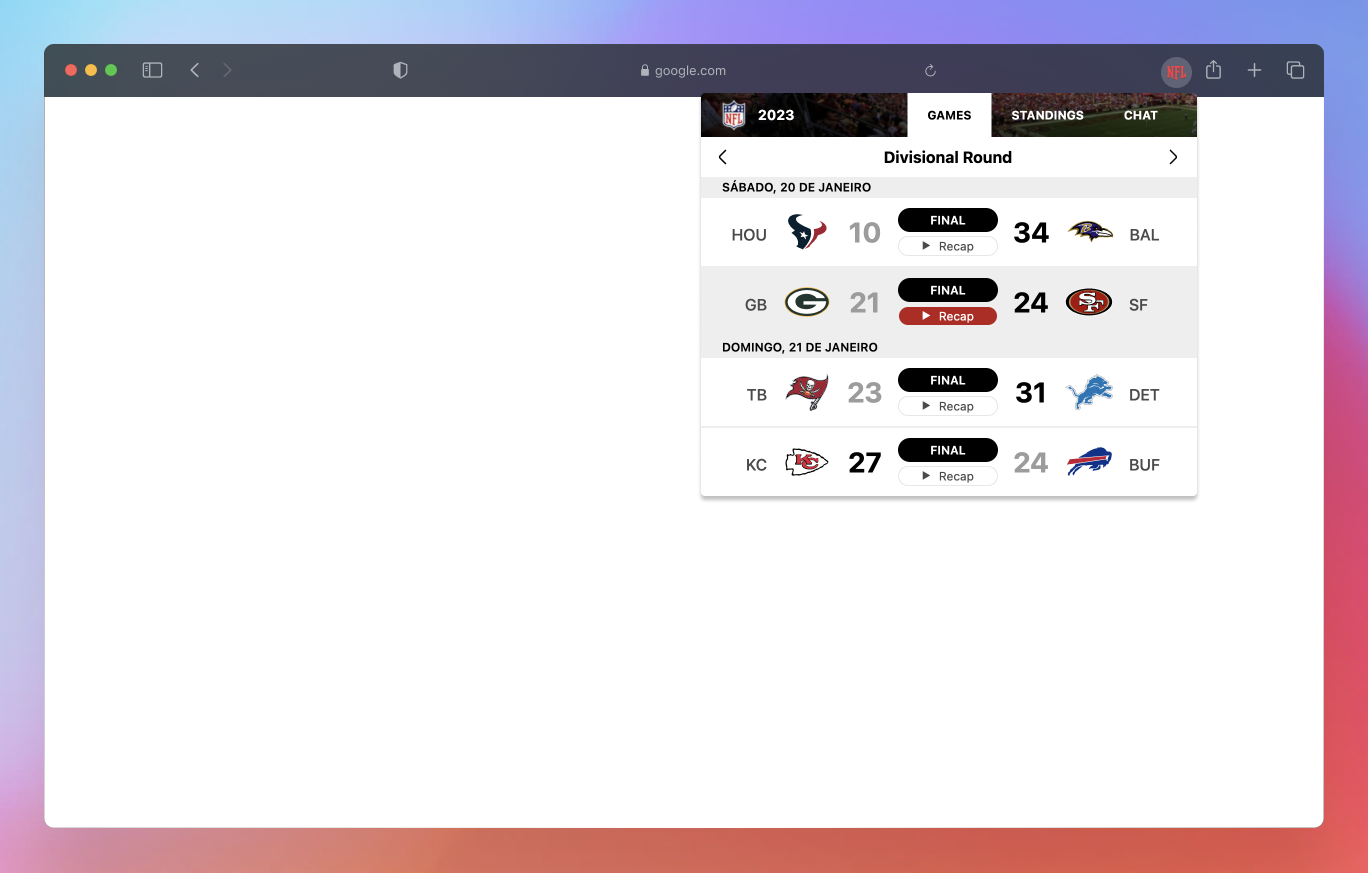 google.com
NFL
NFL 2023 GAMES STANDINGS CHAT
Divisional Round
SÁBADO, 20 DE JANEIRO
HOU 10 FINAL 34 BAL
Recap
GB G 21 FINAL 24 SF SF
Recap
DOMINGO, 21 DE JANEIRO
TB 23 FINAL 31 DET
Recap
KC KC 27 FINAL 24 BUF
Recap